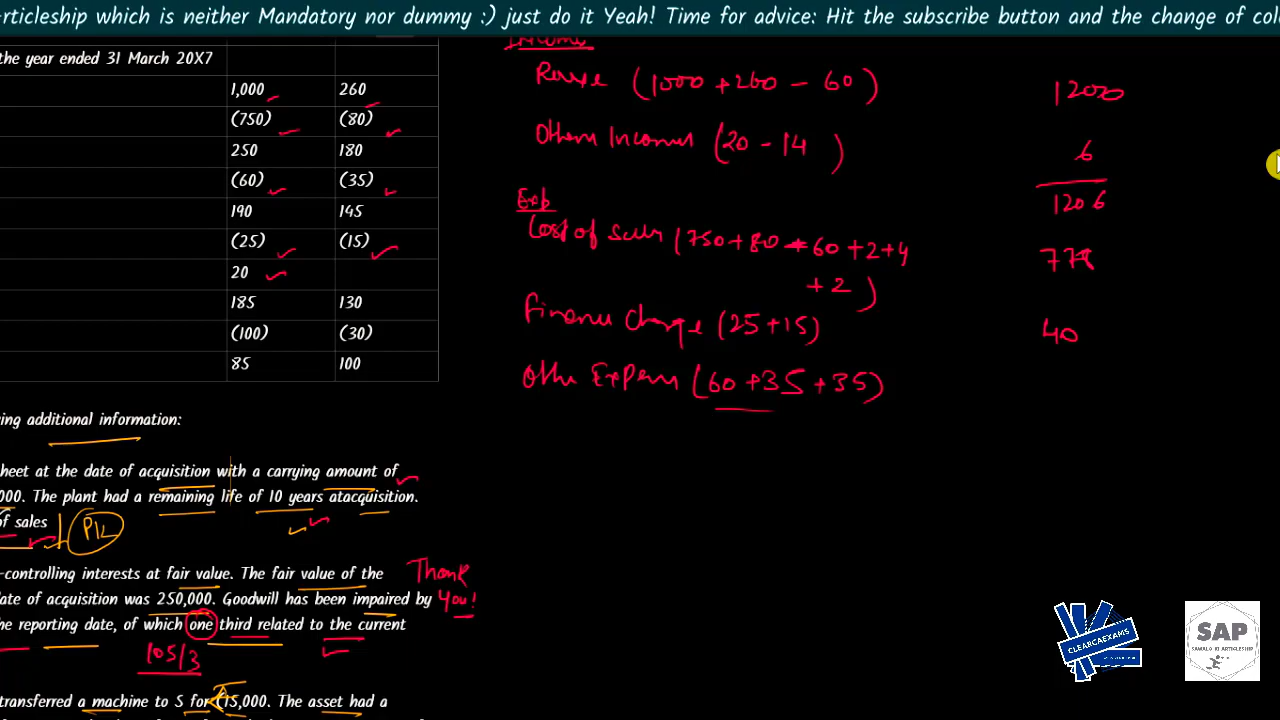 rticleship which is neither Mandatory nor dummy :) just do it Yeah! Time for advice: Hit the subscribe button and the change of col
the year ended 31 March 20X7
1,000 260
(750) (80)
250 180
(60) (35)
190 145
(25) (15)
20
185 130
(100) (30)
85 100
ing additional information:
heet at the date of acquisition with a carrying amount of
000. The plant had a remaining life of 10 years atacquisition.
of sales P/L
-controlling interests at fair value. The fair value of the
ate of acquisition was 250,000. Goodwill has been impaired by
he reporting date, of which one third related to the current
105/3
transferred a machine to S for ₹15,000. The asset had a
Thank
You!
Income
(1000 + 260 - 60) 1200
Others Income (20 - 14) 6
1206
Exp
Cost of (750+80 - 60 + 2 + 4
+ 2) 778
Finance Charge (25 + 15) 40
Othe Expens (60 + 35 + 35)
CLEARCAEXAMS
SAP
SAWALO KI ARTICLESHIP